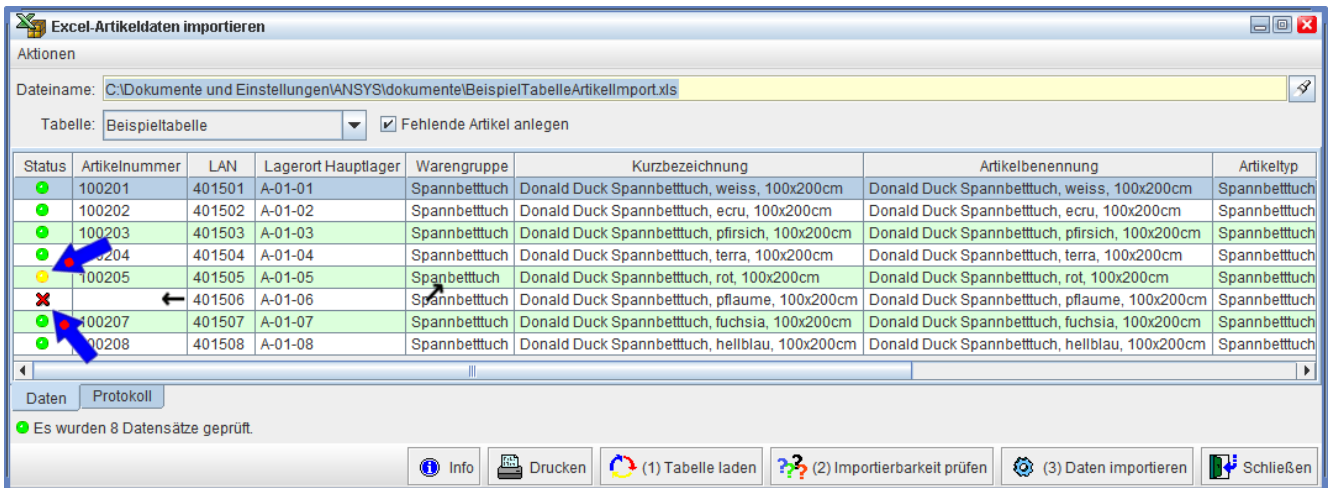 Excel-Artikeldaten importieren
Aktionen
Dateiname: C:\Dokumente und Einstellungen\ANSYS\dokumente\BeispielTabelleArtikelImport.xls
Tabelle: Beispieltabelle Fehlende Artikel anlegen
Status Artikelnummer LAN Lagerort Hauptlager Warengruppe Kurzbezeichnung Artikelbenennung Artikeltyp
100201 401501 A-01-01 Spannbetttuch Donald Duck Spannbetttuch, weiss, 100x200cm Donald Duck Spannbetttuch, weiss, 100x200cm Spannbetttuch
100202 401502 A-01-02 Spannbetttuch Donald Duck Spannbetttuch, ecru, 100x200cm Donald Duck Spannbetttuch, ecru, 100x200cm Spannbetttuch
100203 401503 A-01-03 Spannbetttuch Donald Duck Spannbetttuch, pfirsich, 100x200cm Donald Duck Spannbetttuch, pfirsich, 100x200cm Spannbetttuch
100204 401504 A-01-04 Spannbetttuch Donald Duck Spannbetttuch, terra, 100x200cm Donald Duck Spannbetttuch, terra, 100x200cm Spannbetttuch
100205 401505 A-01-05 Spanbetttuch Donald Duck Spannbetttuch, rot, 100x200cm Donald Duck Spannbetttuch, rot, 100x200cm Spannbetttuch
401506 A-01-06 Spannbetttuch Donald Duck Spannbetttuch, pflaume, 100x200cm Donald Duck Spannbetttuch, pflaume, 100x200cm Spannbetttuch
100207 401507 A-01-07 Spannbetttuch Donald Duck Spannbetttuch, fuchsia, 100x200cm Donald Duck Spannbetttuch, fuchsia, 100x200cm Spannbetttuch
100208 401508 A-01-08 Spannbetttuch Donald Duck Spannbetttuch, hellblau, 100x200cm Donald Duck Spannbetttuch, hellblau, 100x200cm Spannbetttuch
Daten Protokoll
Es wurden 8 Datensätze geprüft.
Info Drucken (1) Tabelle laden (2) Importierbarkeit prüfen (3) Daten importieren Schließen